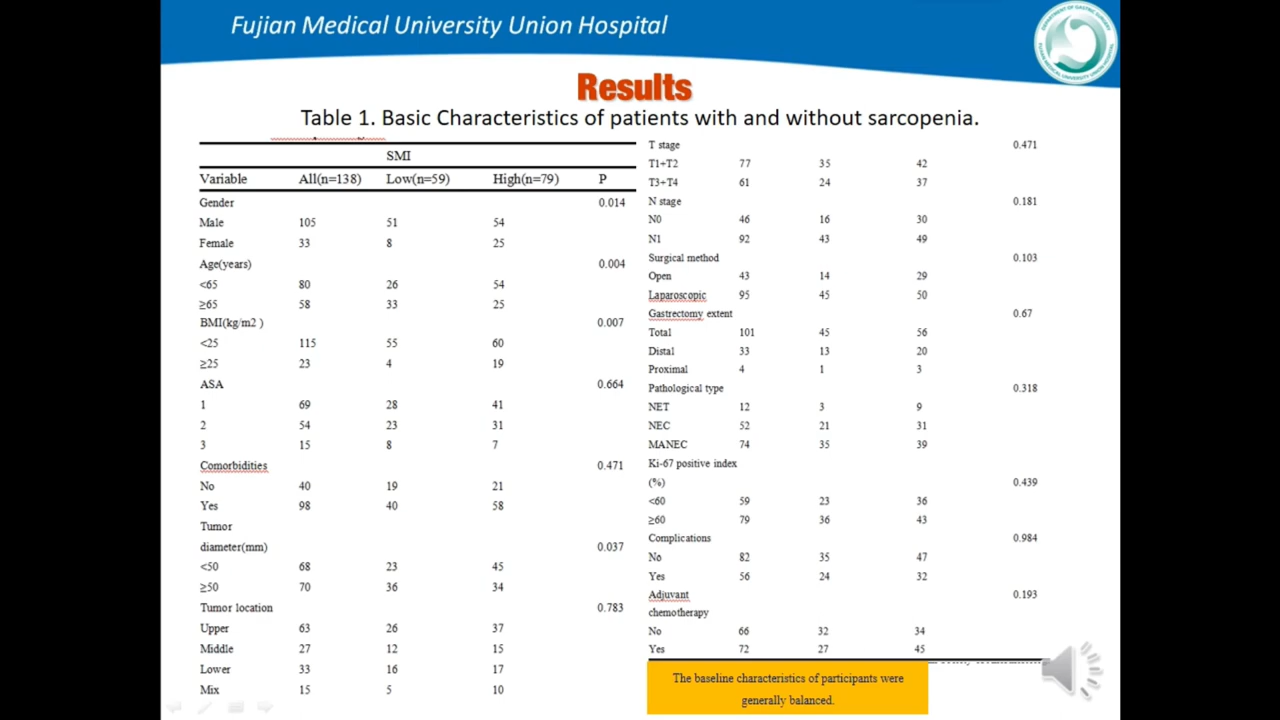 Fujian Medical University Union Hospital
Results
Table 1. Basic Characteristics of patients with and without sarcopenia.
SMI
Variable All(n=138) Low(n=59) High(n=79) P
Gender 0.014
Male 105 51 54
Female 33 8 25
Age(years) 0.004
<65 80 26 54
≥65 58 33 25
BMI(kg/m2 ) 0.007
<25 115 55 60
≥25 23 4 19
ASA 0.664
1 69 28 41
2 54 23 31
3 15 8 7
Comorbidities 0.471
No 40 19 21
Yes 98 40 58
Tumor
diameter(mm) 0.037
<50 68 23 45
≥50 70 36 34
Tumor location 0.783
Upper 63 26 37
Middle 27 12 15
Lower 33 16 17
Mix 15 5 10
T stage 0.471
T1+T2 77 35 42
T3+T4 61 24 37
N stage 0.181
N0 46 16 30
N1 92 43 49
Surgical method 0.103
Open 43 14 29
Laparoscopic 95 45 50
Gastrectomy extent 0.67
Total 101 45 56
Distal 33 13 20
Proximal 4 1 3
Pathological type 0.318
NET 12 3 9
NEC 52 21 31
MANEC 74 35 39
Ki-67 positive index
(%) 0.439
<60 59 23 36
≥60 79 36 43
Complications 0.984
No 82 35 47
Yes 56 24 32
Adjuvant 0.193
chemotherapy
No 66 32 34
Yes 72 27 45
The baseline characteristics of participants were
generally balanced.